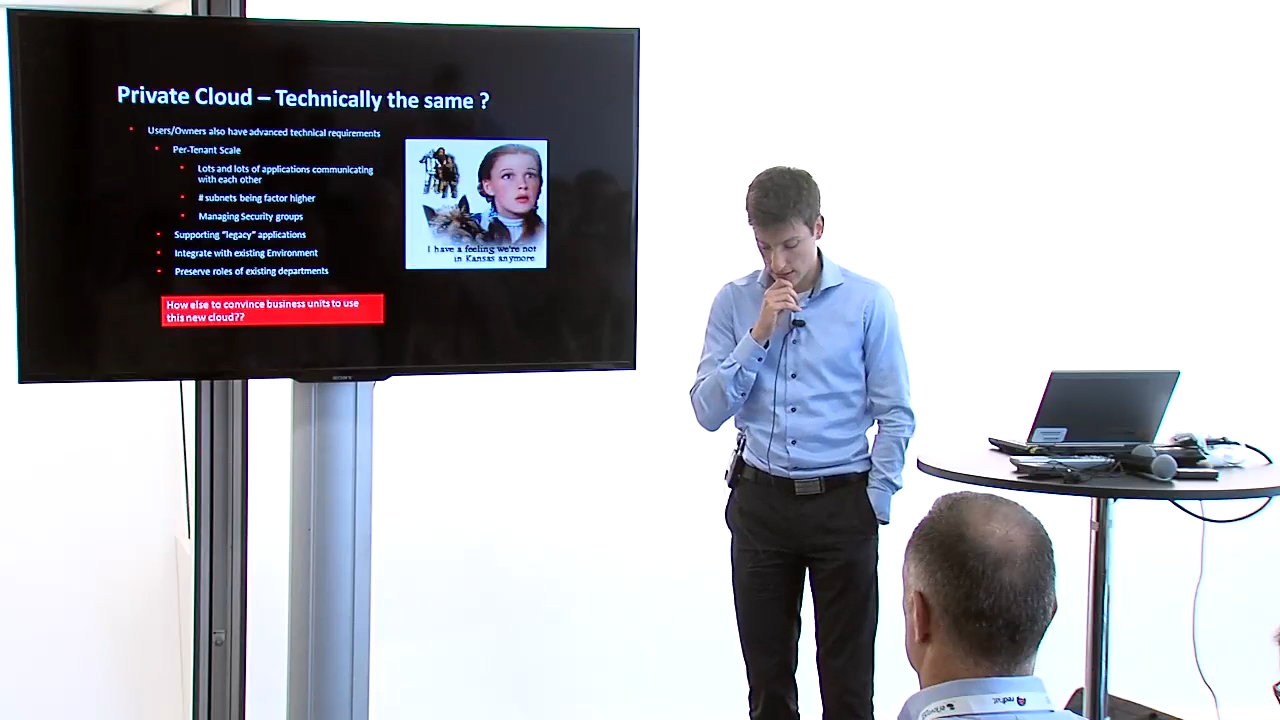 Private Cloud – Technically the same ?
Users/Owners also have advanced technical requirements
Per-Tenant Scale
Lots and lots of applications communicating
with each other
# subnets being factor higher
Managing Security groups
Supporting "legacy" applications
Integrate with existing Environment
Preserve roles of existing departments
I have a feeling we're not
in Kansas anymore.
How else to convince business units to use
this new cloud??
SONY
redhat